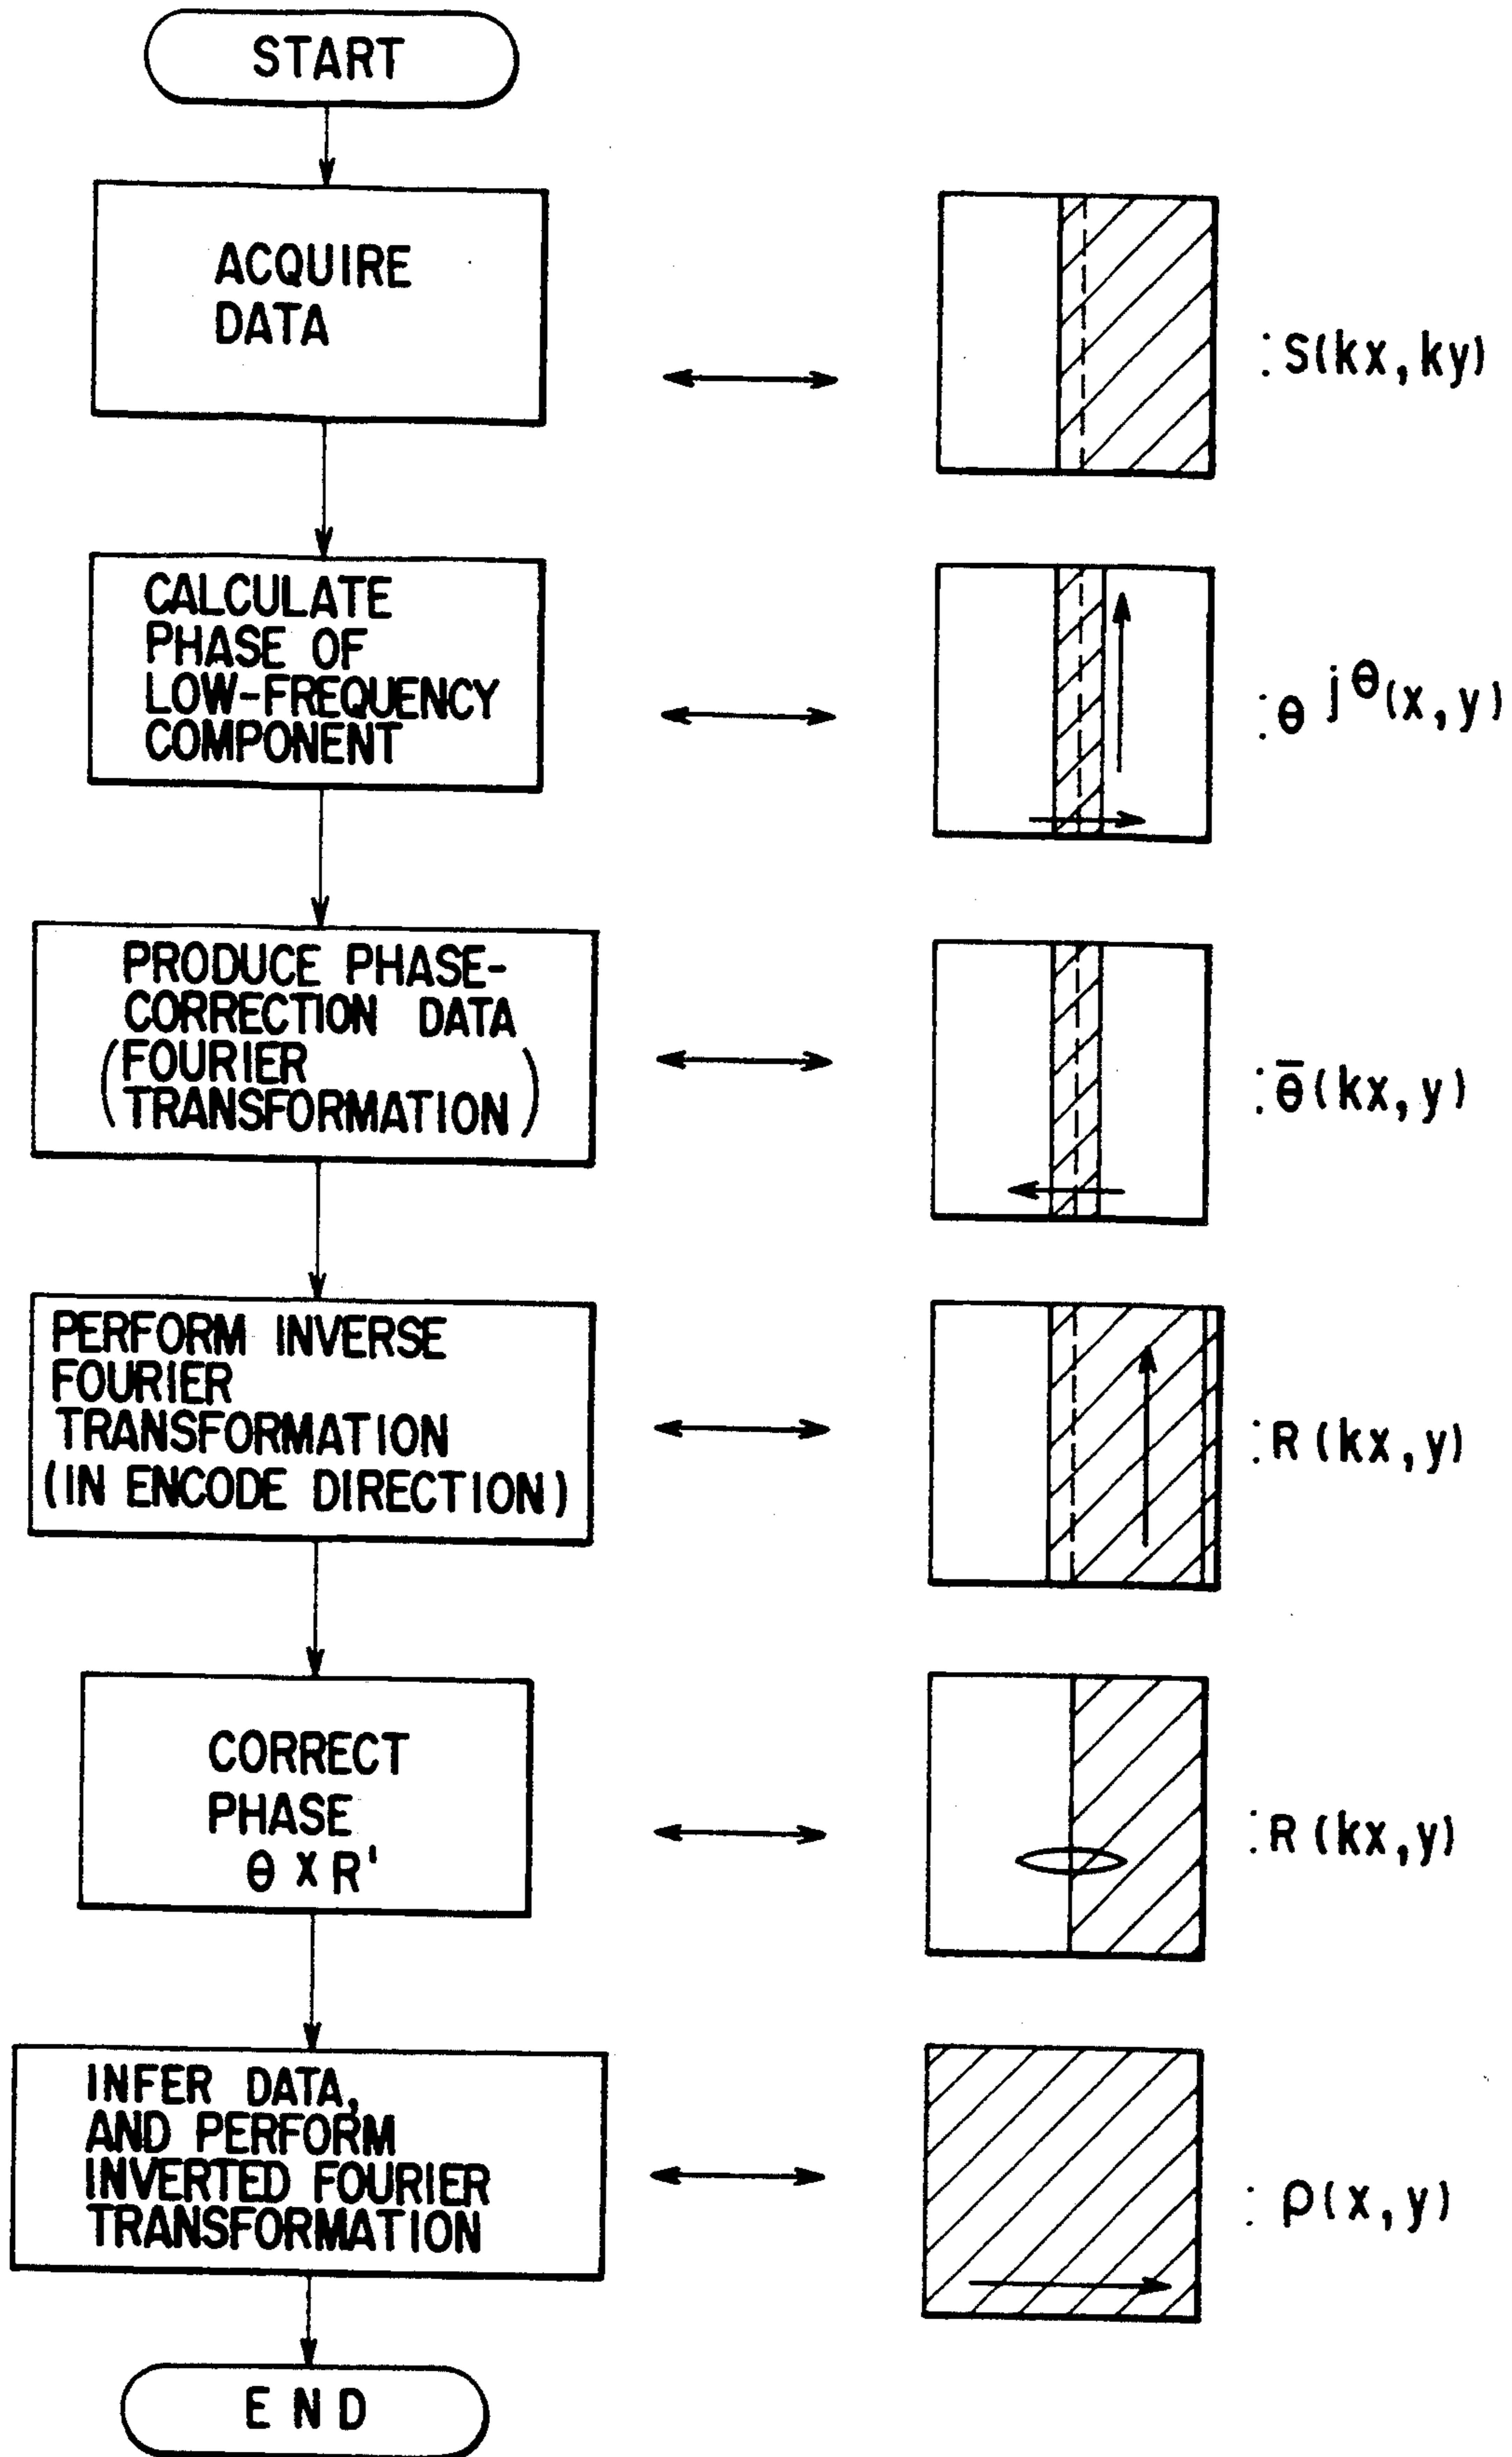 START
ACQUIRE
DATA
:S(kx,ky)
CALCULATE
PHASE OF
LOW-FREQUENCY
COMPONENT
:θ jθ(x,y)
PRODUCE PHASE-
CORRECTION DATA
(FOURIER
TRANSFORMATION)
:θ̄(kx,y)
PERFORM INVERSE
FOURIER
TRANSFORMATION
(IN ENCODE DIRECTION)
:R(kx,y)
CORRECT
PHASE
θ X R'
:R(kx,y)
INFER DATA,
AND PERFORM
INVERTED FOURIER
TRANSFORMATION
:ρ(x,y)
END